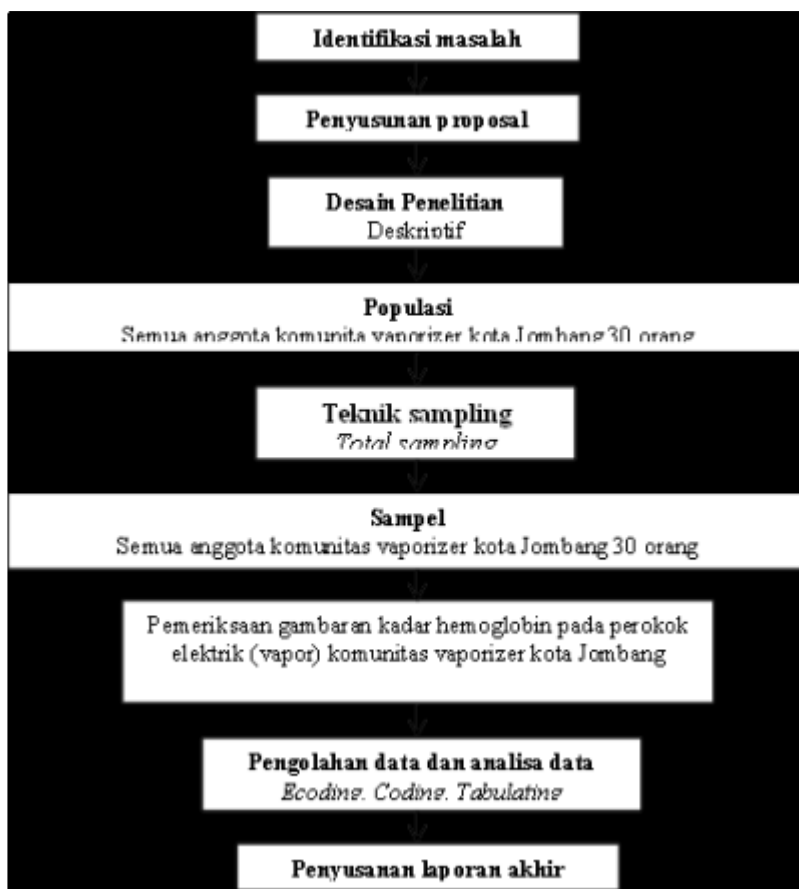 Identifikasi masalah
Penyusunan proposal
Desain Penelitian
Deskriptif
Populasi
Semua anggota komunita vaporizer kota Jombang 30 orang
Teknik sampling
Total sampling
Sampel
Semua anggota komunitas vaporizer kota Jombang 30 orang
Pemeriksaan gambaran kadar hemoglobin pada perokok
elektrik (vapor) komunitas vaporizer kota Jombang
Pengolahan data dan analisa data
Ecoding. Coding. Tabulating
Penyusanan laporan akhir